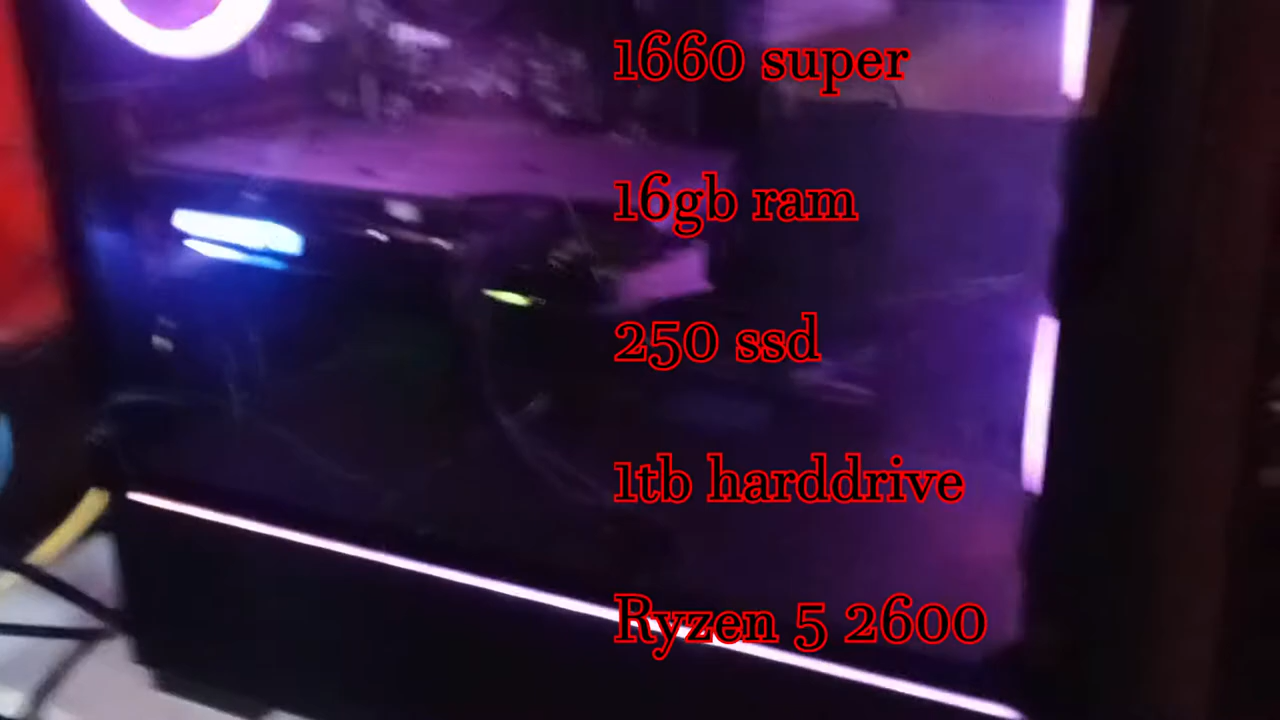 1660 super
16gb ram
250 ssd
1tb harddrive
Ryzen 5 2600